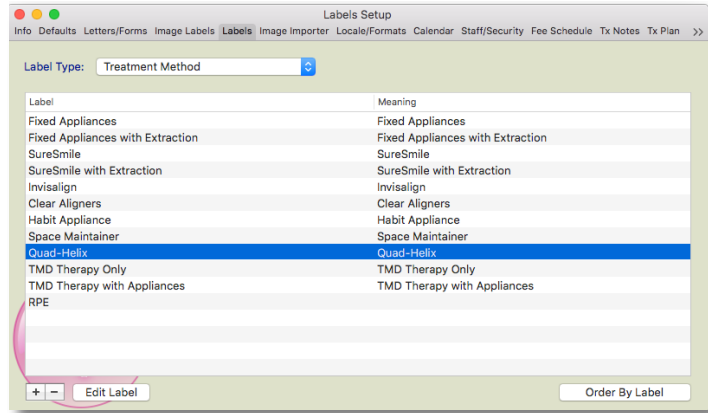 Labels Setup
Info Defaults Letters/Forms Image Labels Labels Image Importer Locale/Formats Calendar Staff/Security Fee Schedule Tx Notes Tx Plan >>
Label Type: Treatment Method
Label Meaning
Fixed Appliances Fixed Appliances
Fixed Appliances with Extraction Fixed Appliances with Extraction
SureSmile SureSmile
SureSmile with Extraction SureSmile with Extraction
Invisalign Invisalign
Clear Aligners Clear Aligners
Habit Appliance Habit Appliance
Space Maintainer Space Maintainer
Quad-Helix Quad-Helix
TMD Therapy Only TMD Therapy Only
TMD Therapy with Appliances TMD Therapy with Appliances
RPE
+ − Edit Label Order By Label